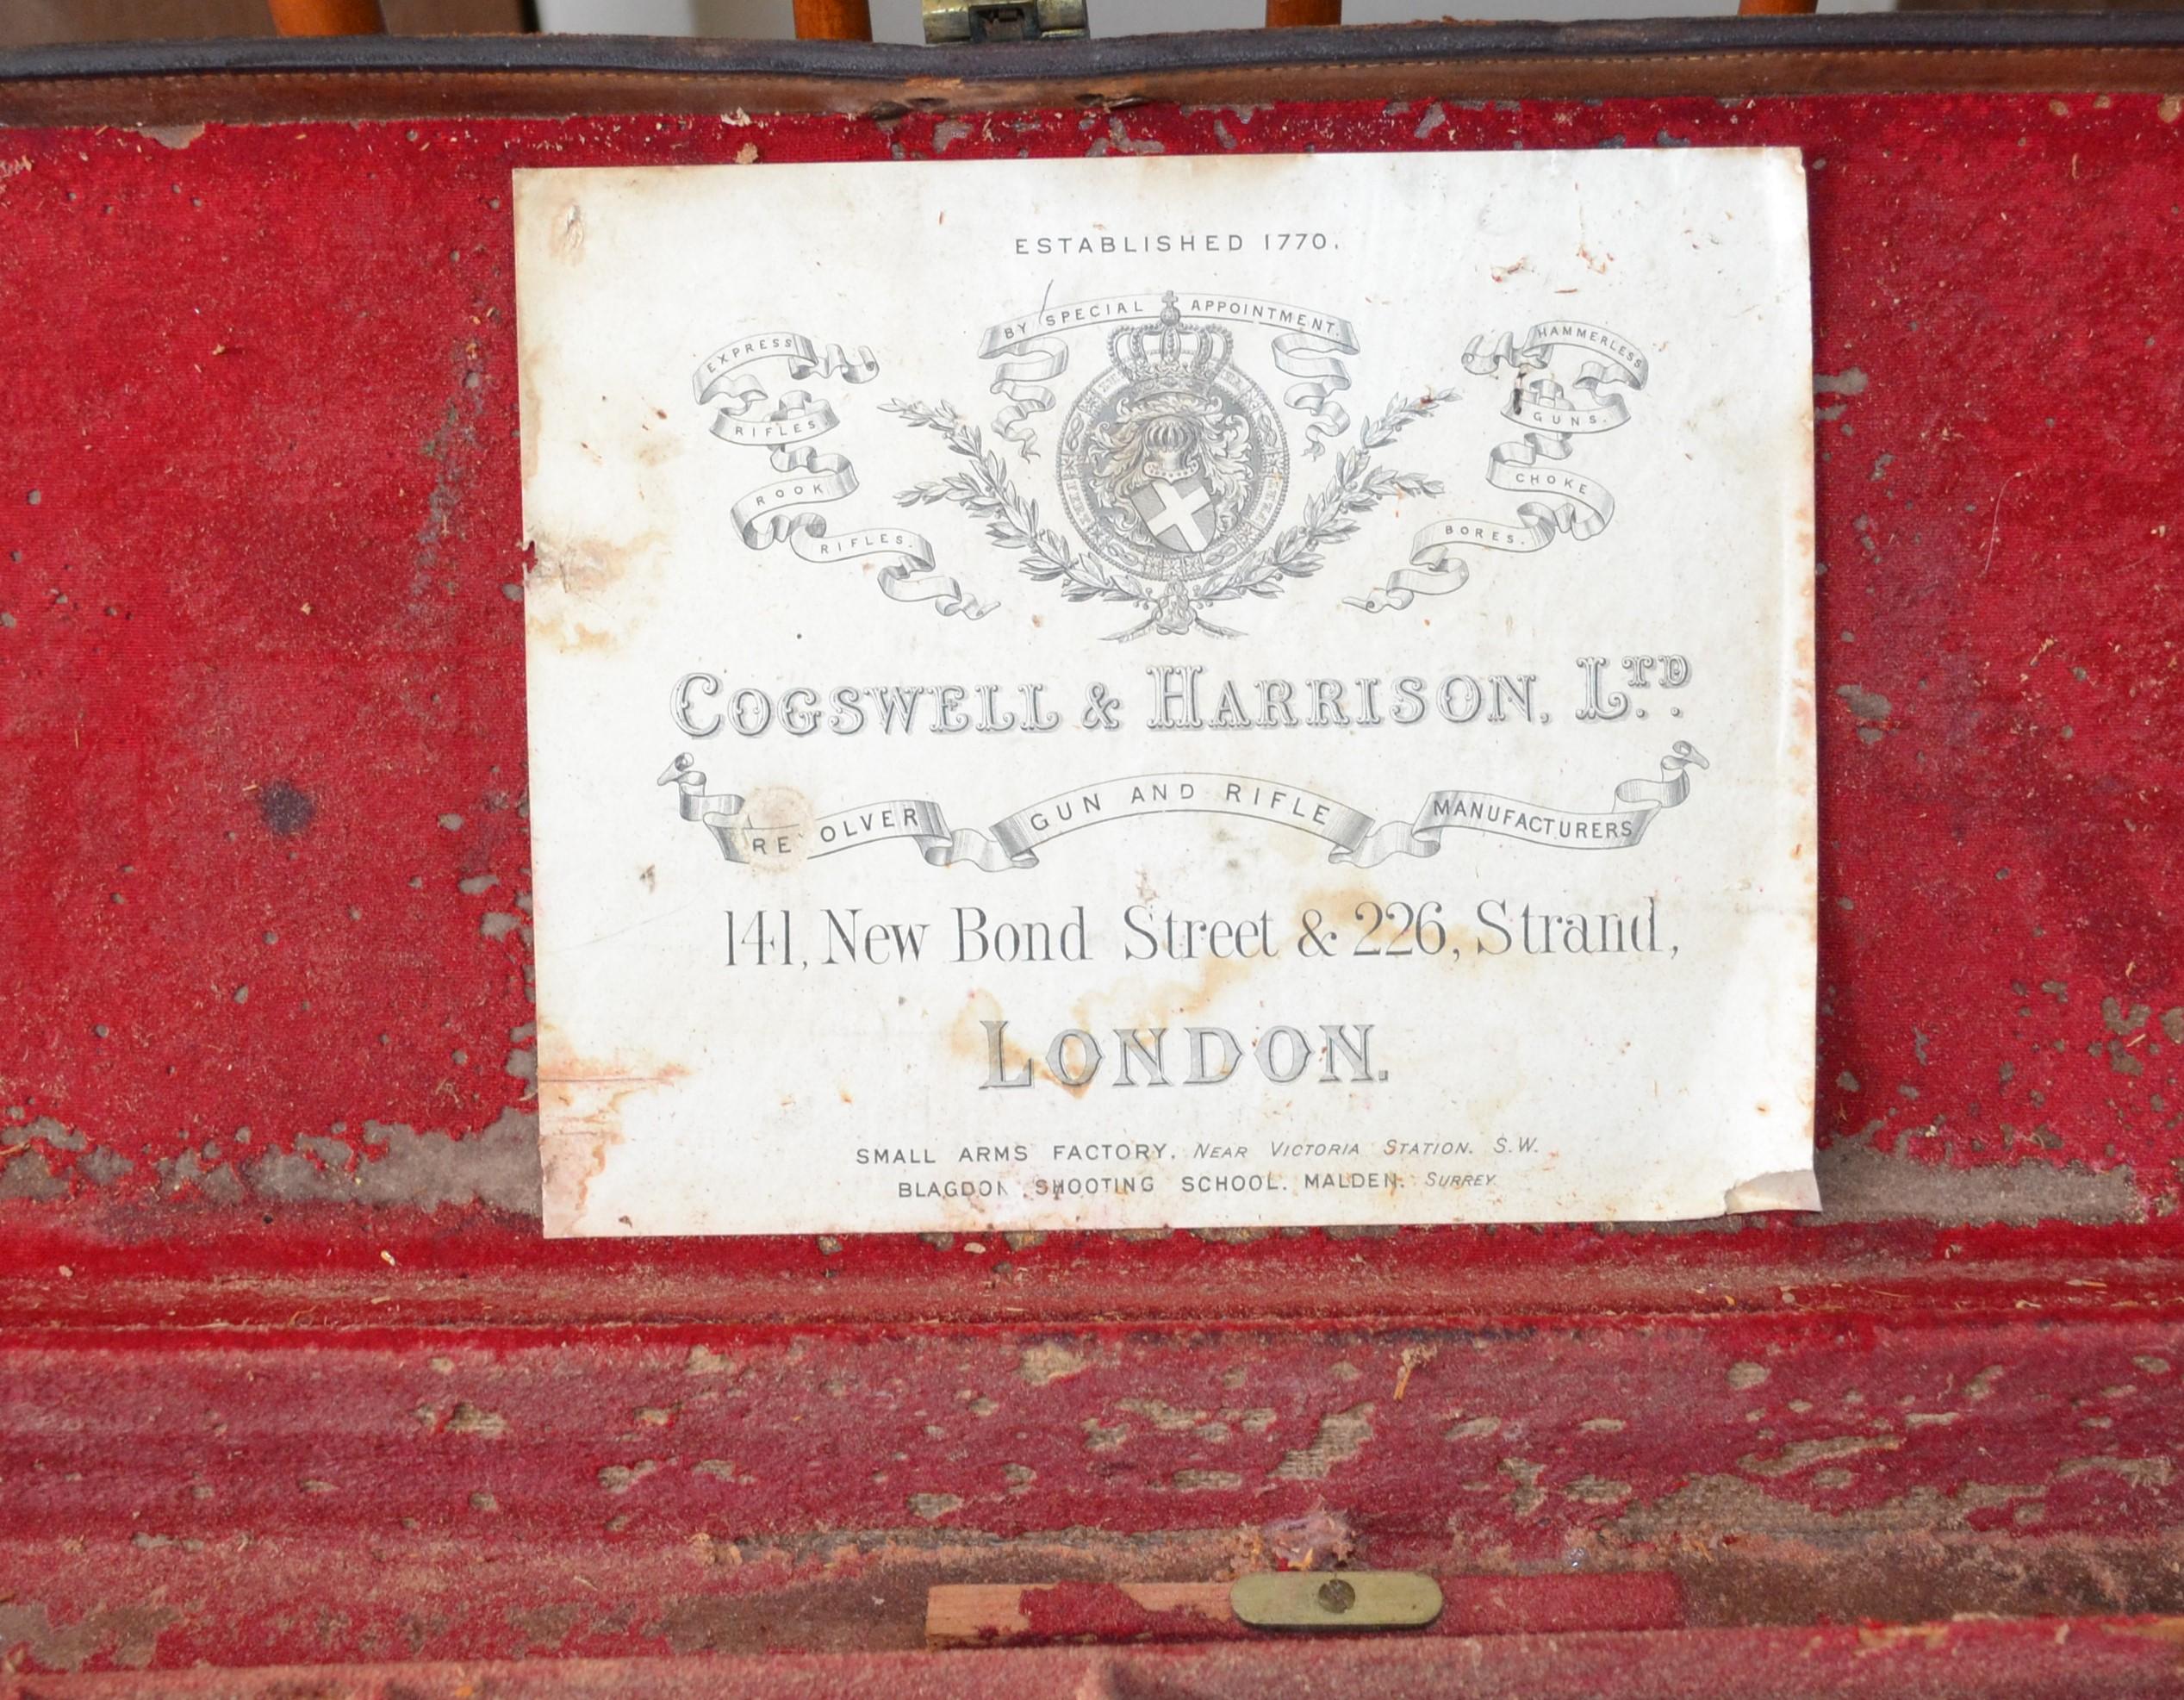 ESTABLISHED 1770.
BY SPECIAL APPOINTMENT.
EXPRESS
RIFLES
ROOK
RIFLES.
HAMMERLESS
GUNS.
CHOKE
BORES.
COGSWELL & HARRISON, LTD.
RE OLVER GUN AND RIFLE MANUFACTURERS
141, New Bond Street & 226, Strand,
LONDON.
SMALL ARMS FACTORY, NEAR VICTORIA STATION. S.W.
BLAGDON SHOOTING SCHOOL. MALDEN. SURREY